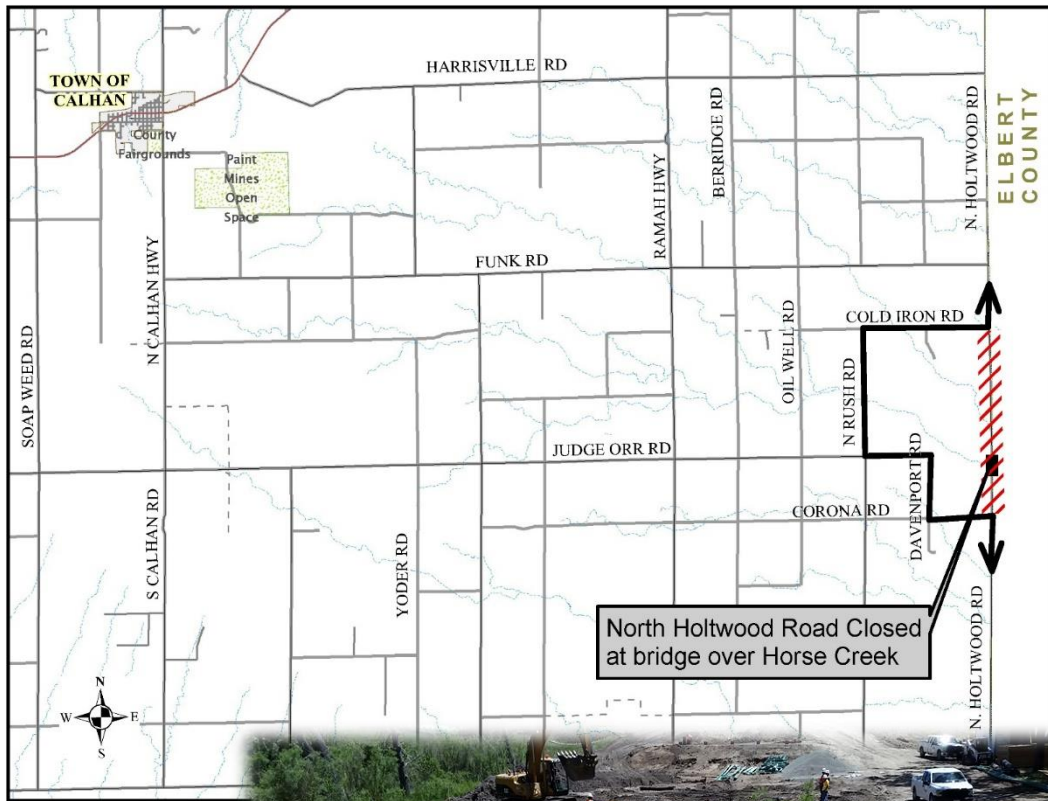 HARRISVILLE RD
TOWN OF
CALHAN
County
Fairgrounds
Paint
Mines
Open
Space
N. HOLTWOOD RD
ELBERT
COUNTY
BERRIDGE RD
RAMAH HWY
FUNK RD
N CALHAN HWY
SOAP WEED RD
COLD IRON RD
OIL WELL RD
N RUSH RD
JUDGE ORR RD
DAVENPORT RD
CORONA RD
S CALHAN RD
YODER RD
North Holtwood Road Closed
at bridge over Horse Creek
N. HOLTWOOD RD
N
W E
S